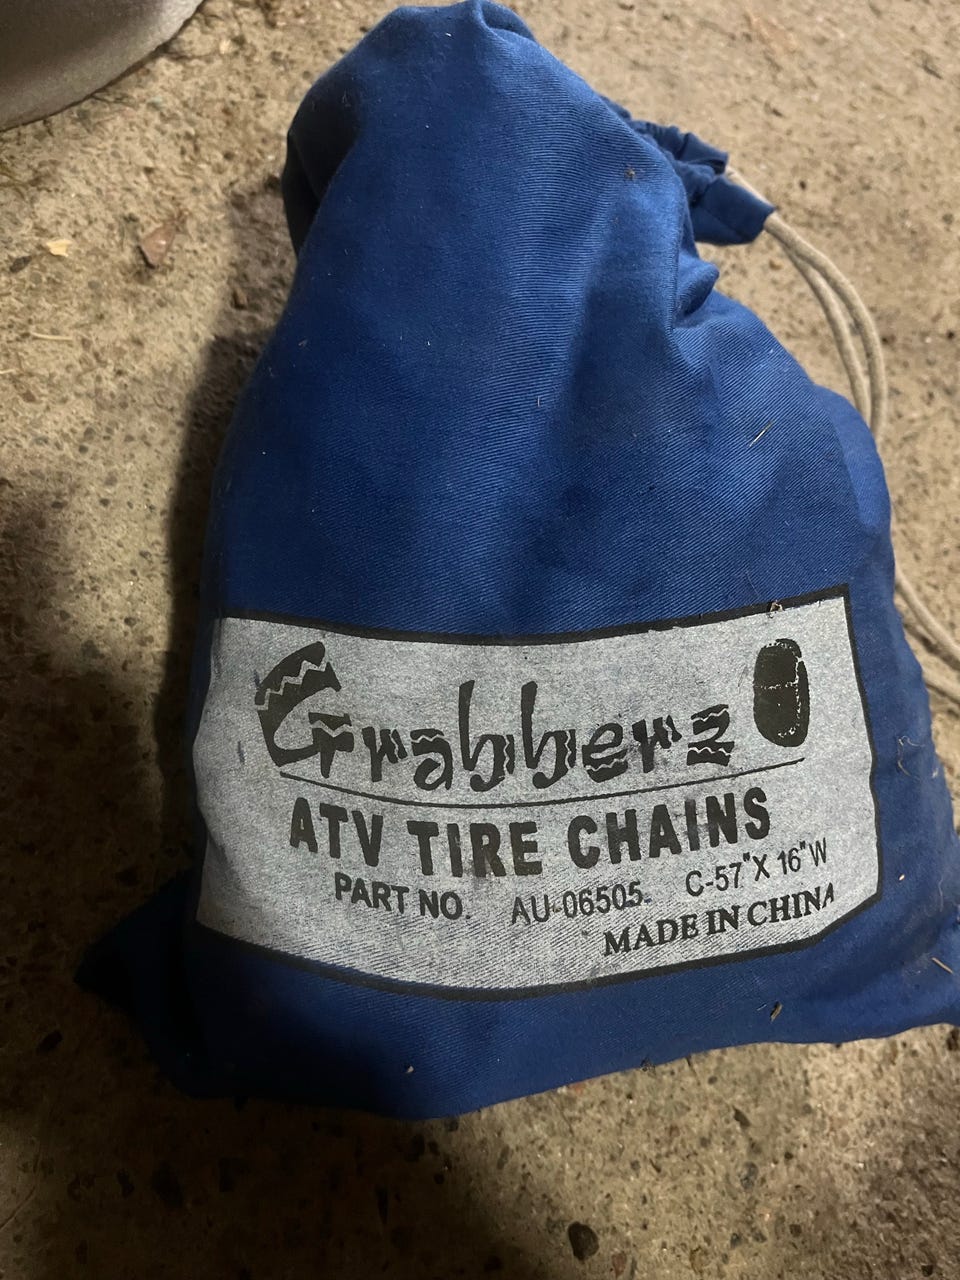 Grabberz
ATV TIRE CHAINS
PART NO. AU-06505. C-57"X 16"W
MADE IN CHINA